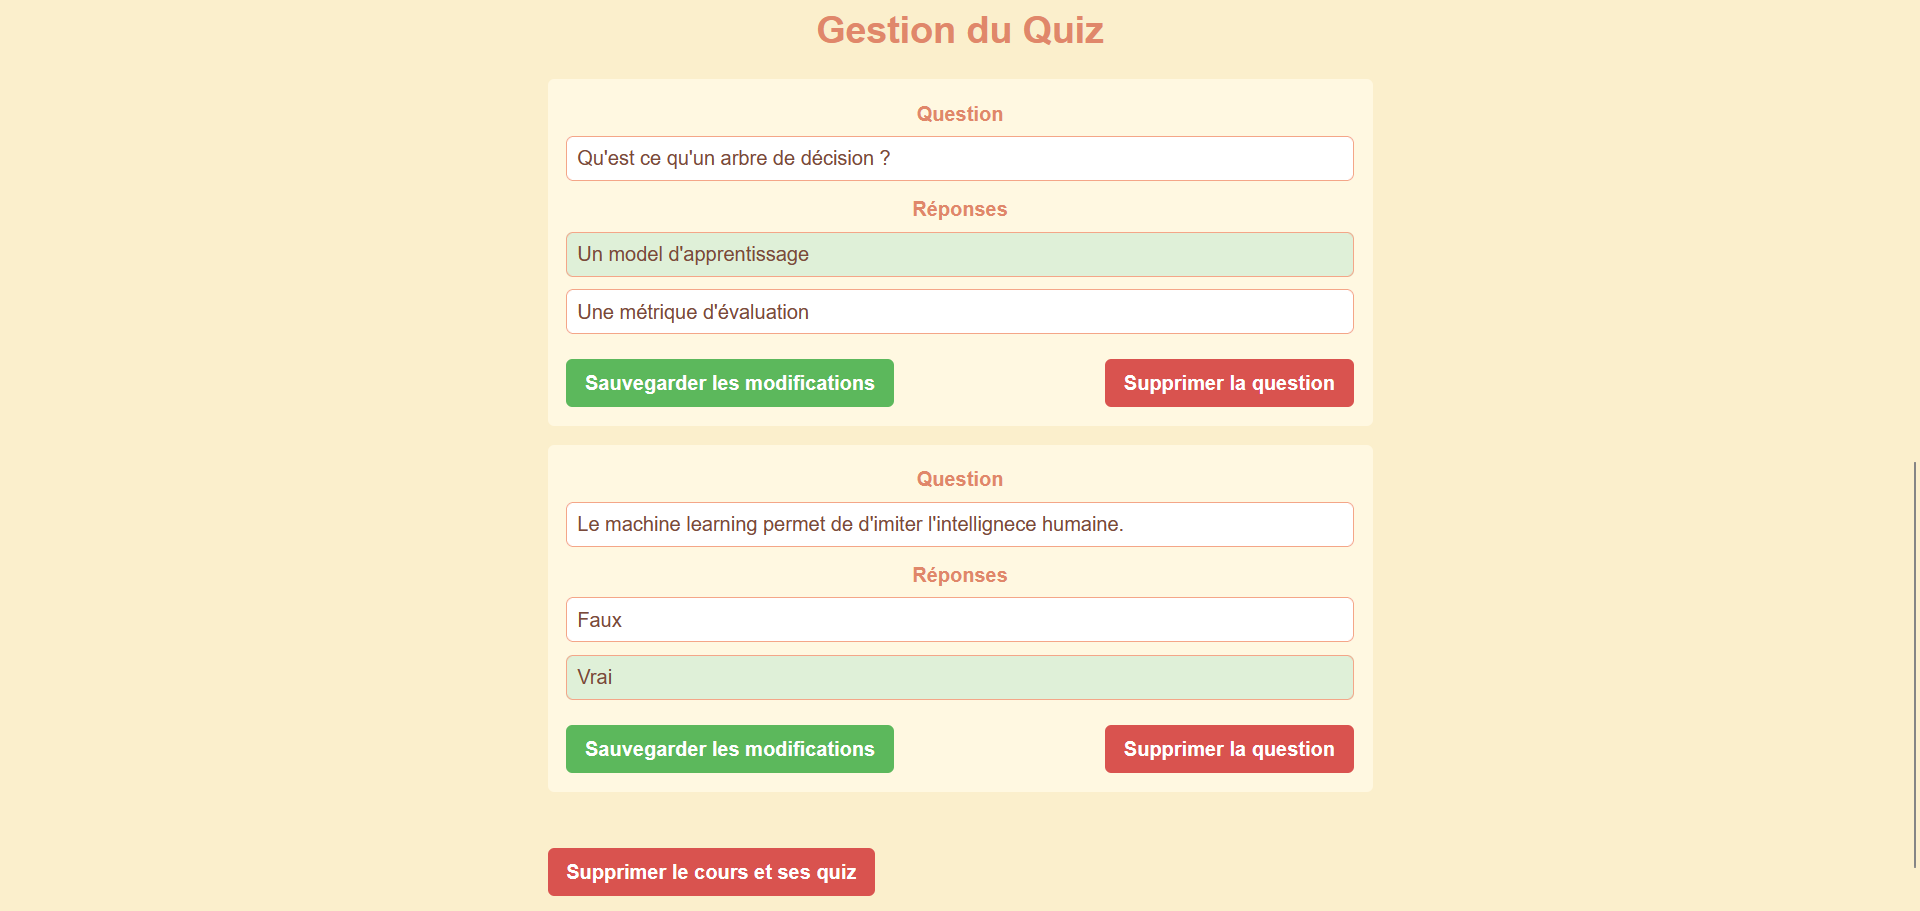 Gestion du Quiz
Question
Qu'est ce qu'un arbre de décision ?
Réponses
Un model d'apprentissage
Une métrique d'évaluation
Sauvegarder les modifications
Supprimer la question
Question
Le machine learning permet de d'imiter l'intellignece humaine.
Réponses
Faux
Vrai
Sauvegarder les modifications
Supprimer la question
Supprimer le cours et ses quiz